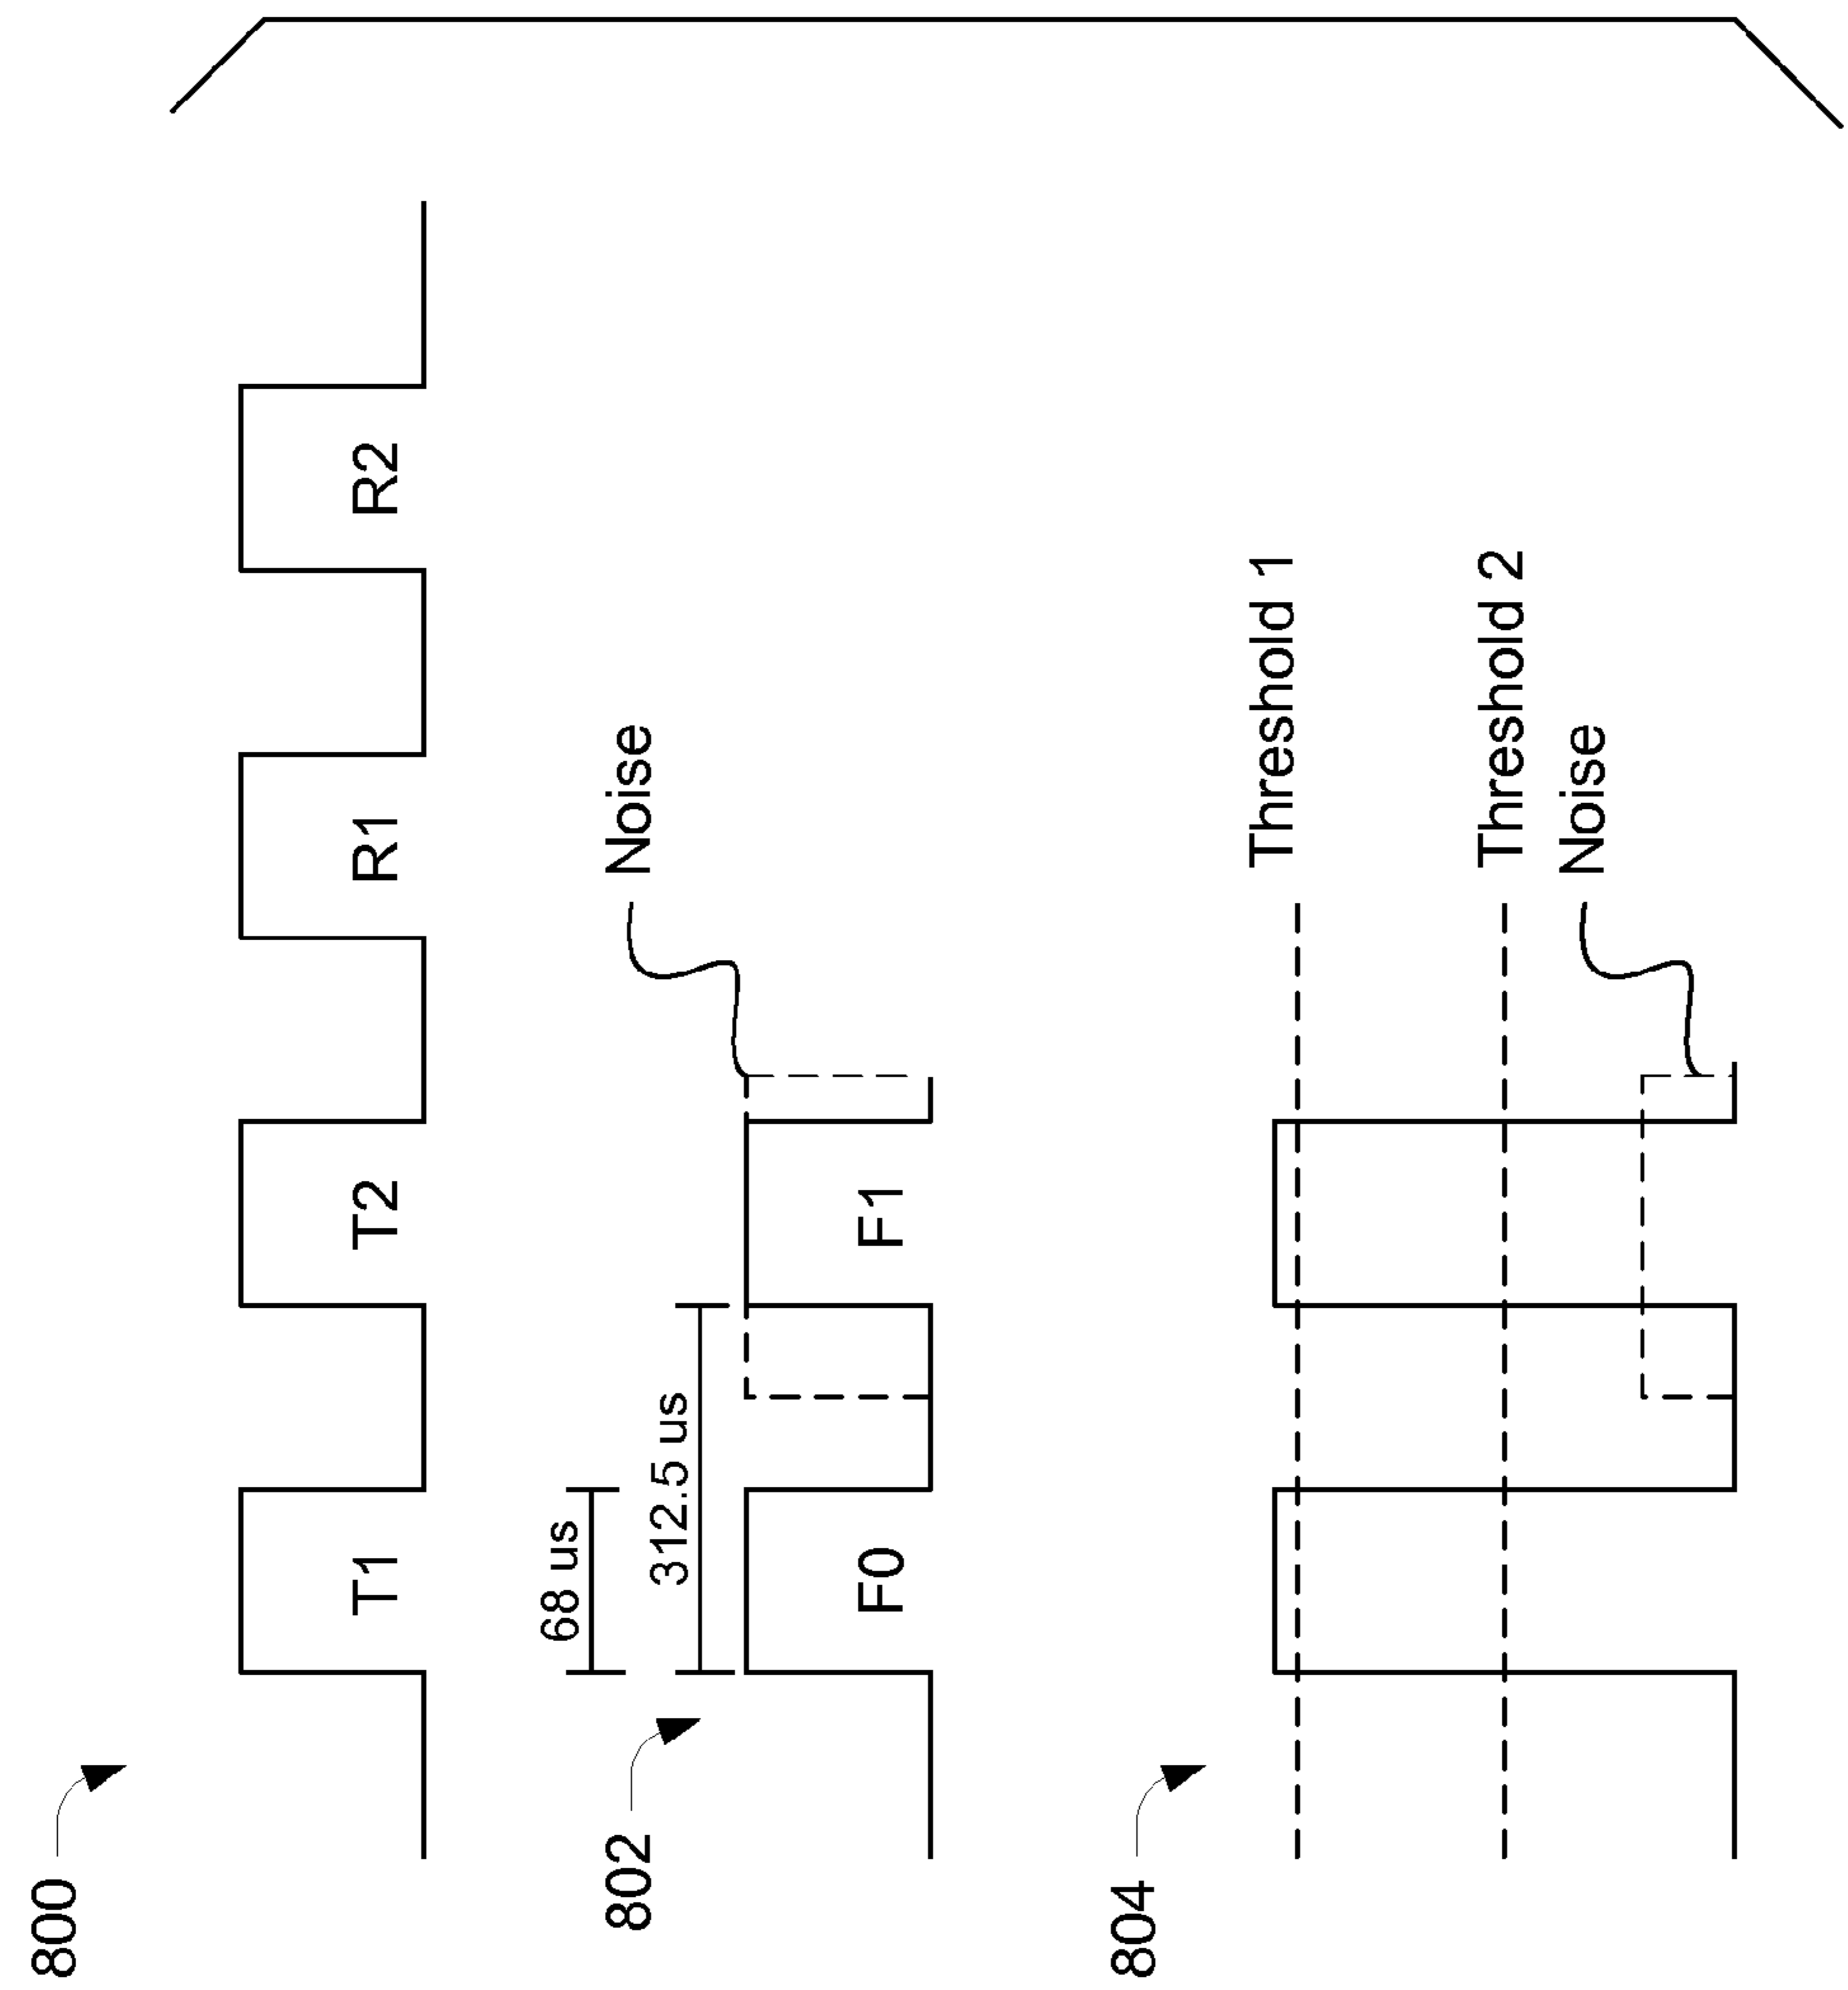 800
T1
T2
R1
R2
802
68 us
312.5 us
Noise
F0
F1
804
Threshold 1
Threshold 2
Noise